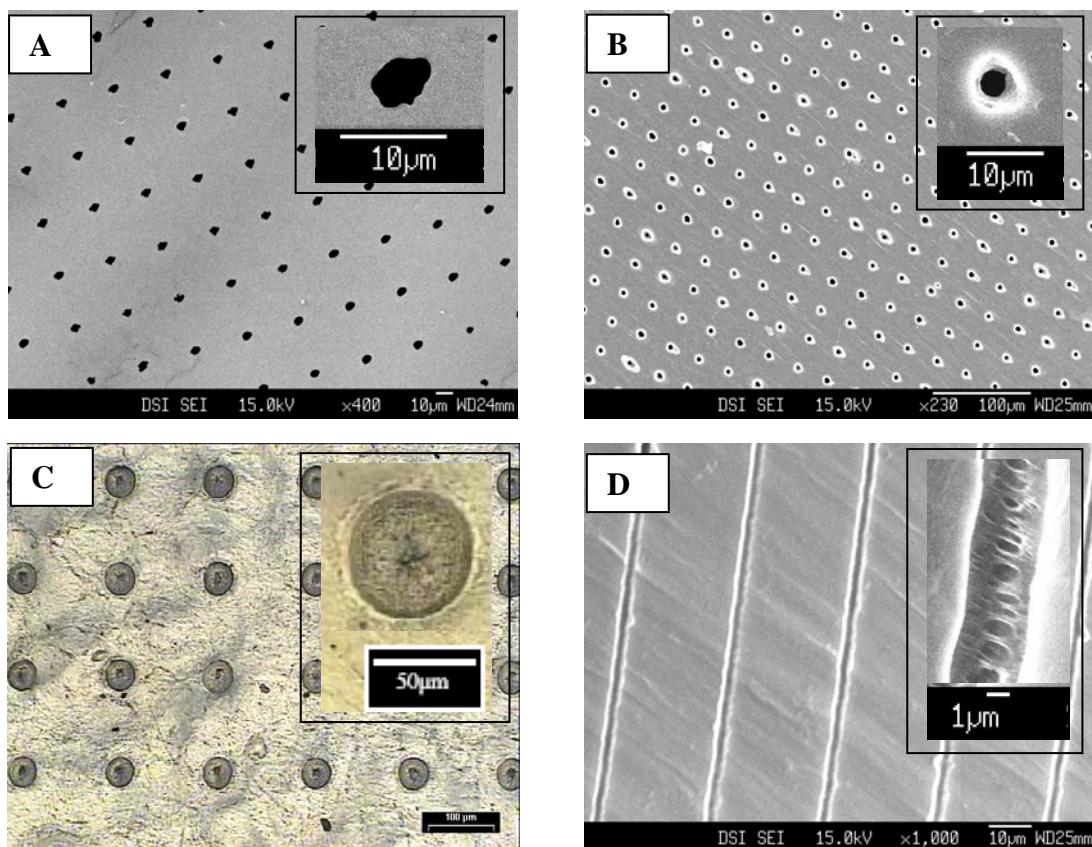 A
10µm
DSI SEI 15.0kV ×400 10µm WD24mm
B
10µm
DSI SEI 15.0kV ×230 100µm WD25mm
C
50µm
100 µm
D
1µm
DSI SEI 15.0kV ×1,000 10µm WD25mm